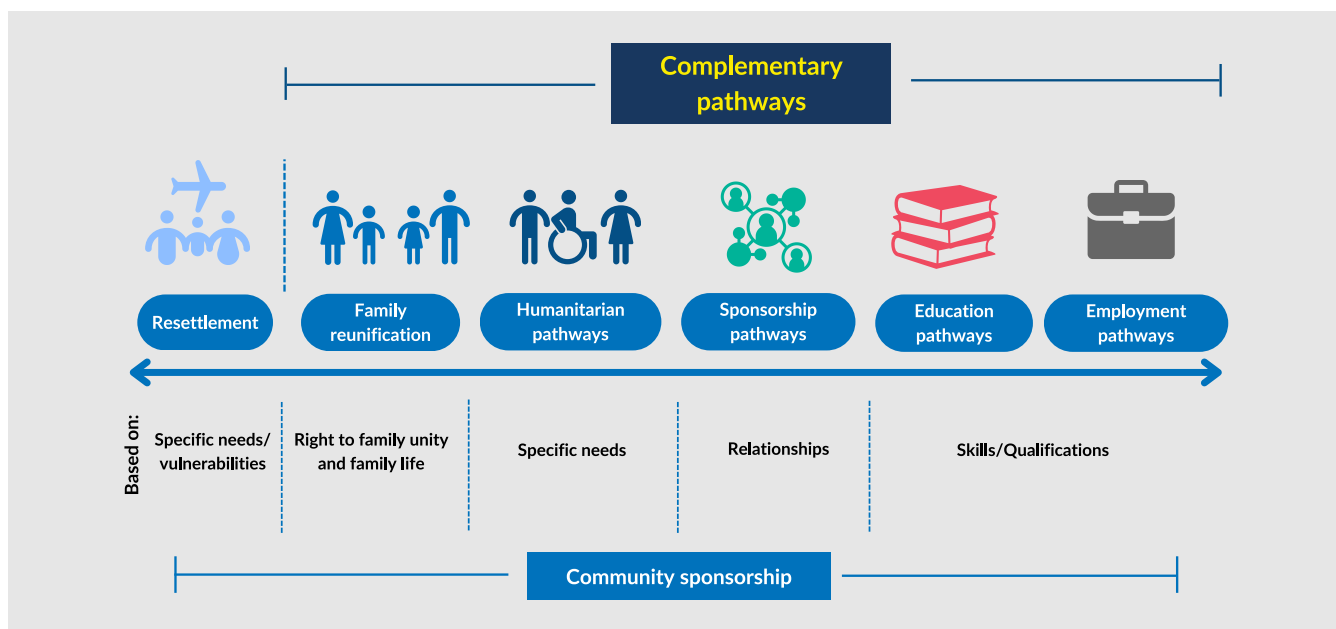 Complementary
pathways
Resettlement
Family
reunification
Humanitarian
pathways
Sponsorship
pathways
Education
pathways
Employment
pathways
Based on:
Specific needs/
vulnerabilities
Right to family unity
and family life
Specific needs
Relationships
Skills/Qualifications
Community sponsorship